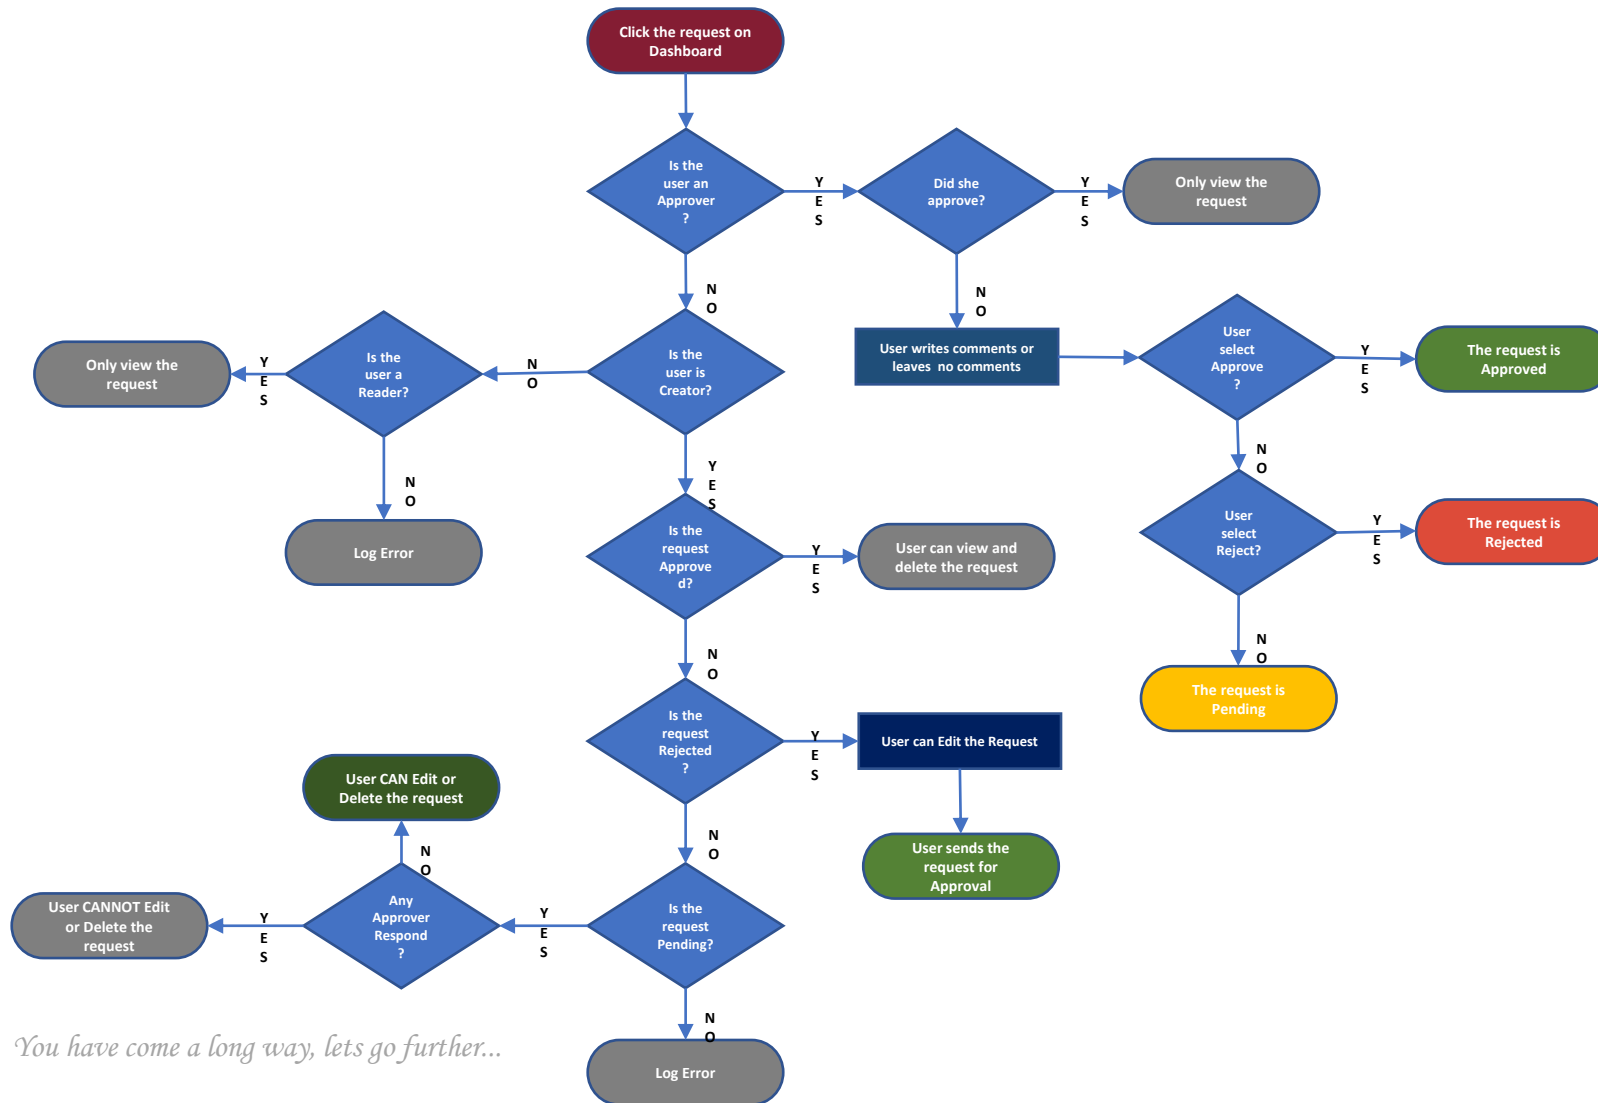 Click the request on
Dashboard
Is the
user an
Approver
?
Y
E
S
Did she
approve?
Y
E
S
Only view the
request
N
O
N
O
Only view the
request
Y
E
S
Is the
user a
Reader?
N
O
Is the
user is
Creator?
User writes comments or
leaves  no comments
User
select
Approve
?
Y
E
S
The request is
Approved
N
O
Y
E
S
N
O
Log Error
Is the
request
Approve
d?
Y
E
S
User can view and
delete the request
User
select
Reject?
Y
E
S
The request is
Rejected
N
O
N
O
The request is
Pending
Is the
request
Rejected
?
Y
E
S
User can Edit the Request
User CAN Edit or
Delete the request
N
O
N
O
User sends the
request for
Approval
User CANNOT Edit
or Delete the
request
Y
E
S
Any
Approver
Respond
?
Y
E
S
Is the
request
Pending?
N
O
You have come a long way, lets go further...
Log Error